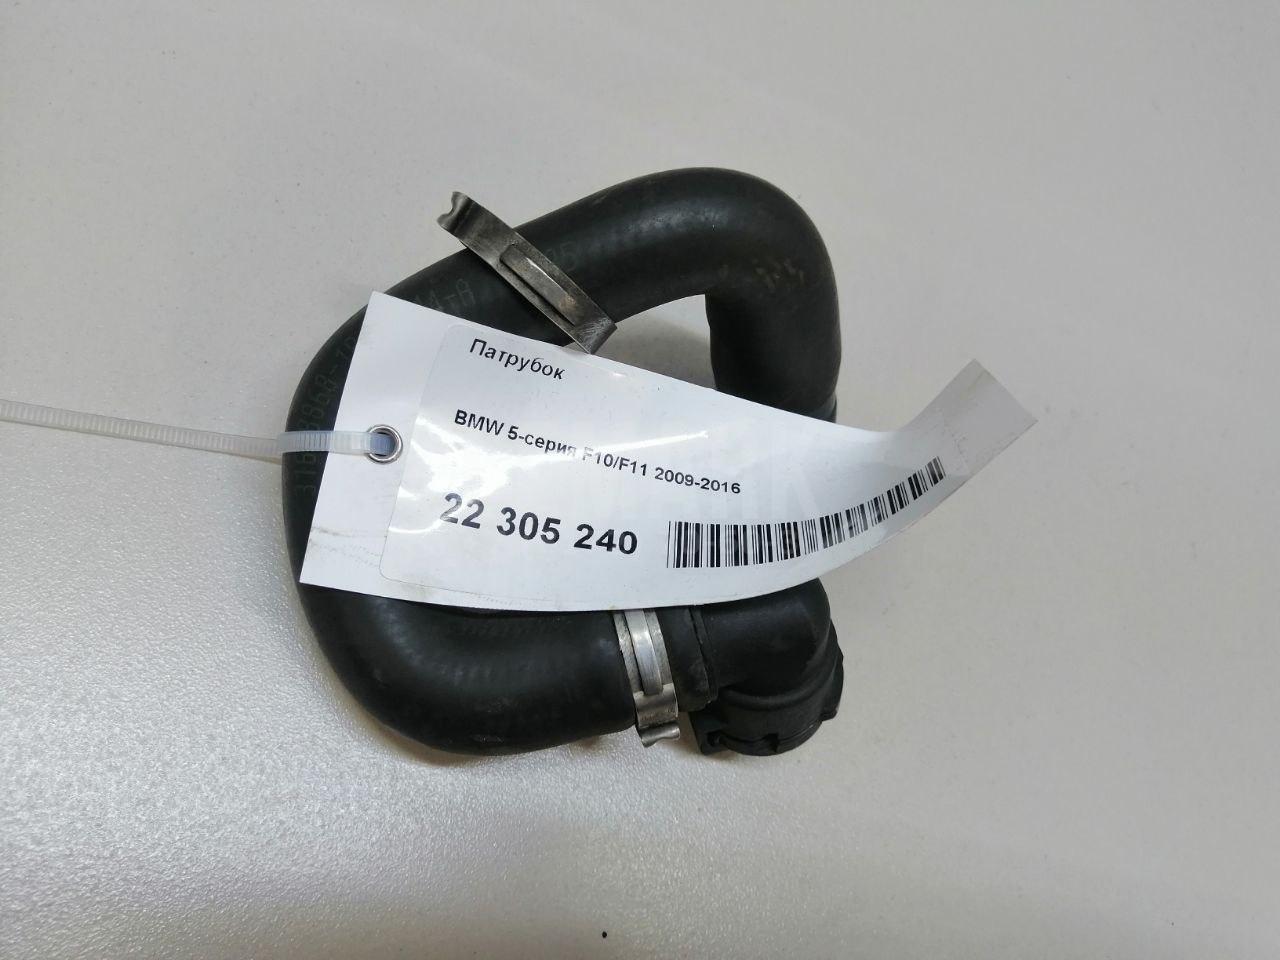 Патрубок
BMW 5-серия F10/F11 2009-2016
22 305 240